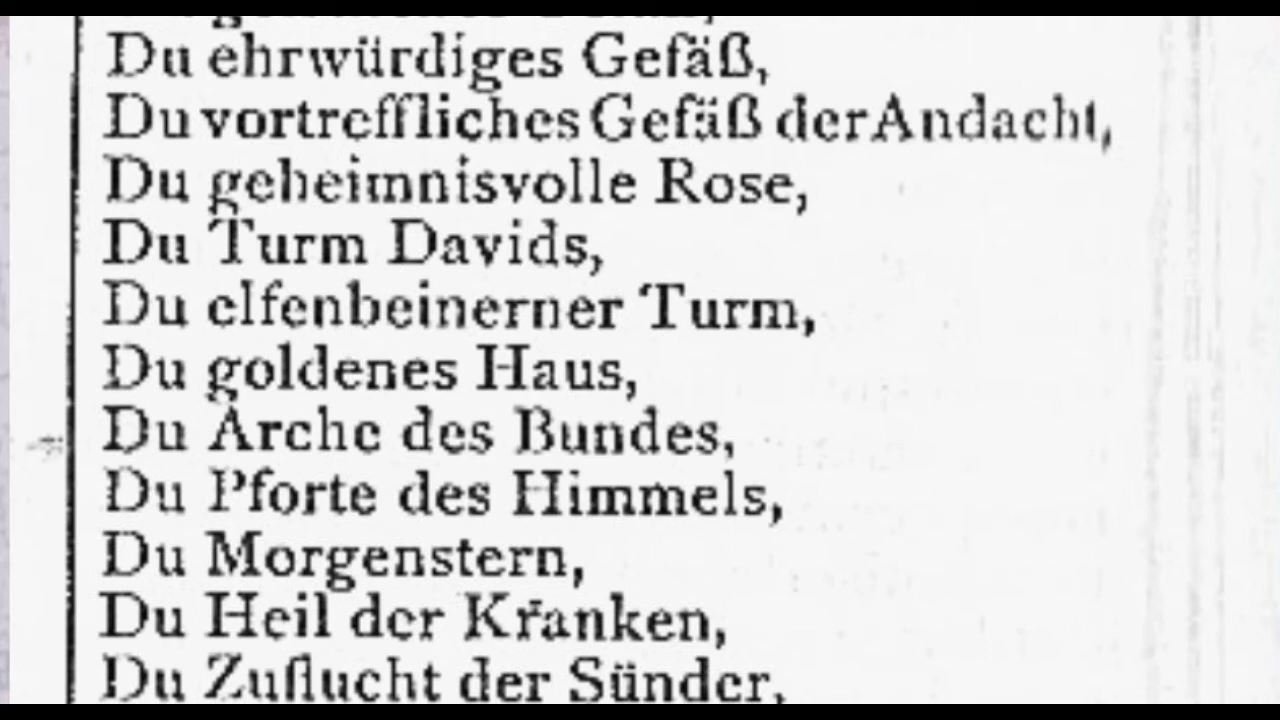 Du ehrwürdiges Gefäß,
Du vortreffliches Gefäß der Andacht,
Du geheimnisvolle Rose,
Du Turm Davids,
Du elfenbeinerner Turm,
Du goldenes Haus,
Du Arche des Bundes,
Du Pforte des Himmels,
Du Morgenstern,
Du Heil der Kranken,
Du Zuflucht der Sünder,